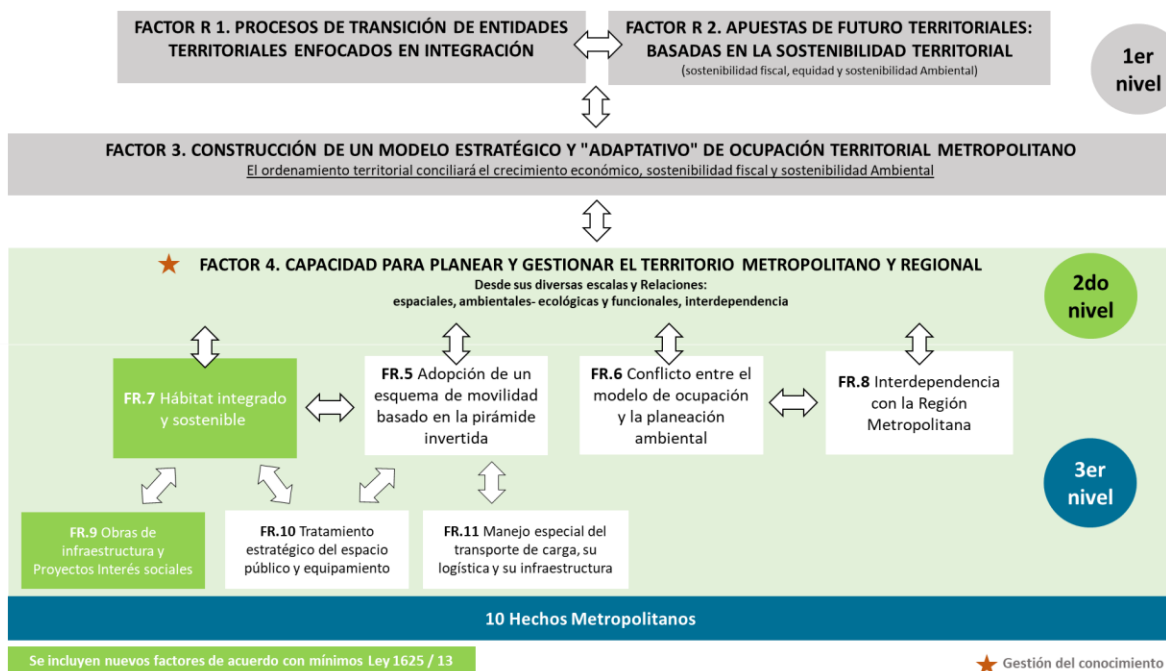 FACTOR R 1. PROCESOS DE TRANSICIÓN DE ENTIDADES
TERRITORIALES ENFOCADOS EN INTEGRACIÓN
FACTOR R 2. APUESTAS DE FUTURO TERRITORIALES:
BASADAS EN LA SOSTENIBILIDAD TERRITORIAL
(sostenibilidad fiscal, equidad y sostenibilidad Ambiental)
1er
nivel
FACTOR 3. CONSTRUCCIÓN DE UN MODELO ESTRATÉGICO Y "ADAPTATIVO" DE OCUPACIÓN TERRITORIAL METROPOLITANO
El ordenamiento territorial conciliará el crecimiento económico, sostenibilidad fiscal y sostenibilidad Ambiental
FACTOR 4. CAPACIDAD PARA PLANEAR Y GESTIONAR EL TERRITORIO METROPOLITANO Y REGIONAL
Desde sus diversas escalas y Relaciones:
espaciales, ambientales- ecológicas y funcionales, interdependencia
2do
nivel
FR.7 Hábitat integrado
y sostenible
FR.5 Adopción de un
esquema de movilidad
basado en la pirámide
invertida
FR.6 Conflicto entre el
modelo de ocupación
y la planeación
ambiental
FR.8 Interdependencia
con la Región
Metropolitana
3er
nivel
FR.9 Obras de
infraestructura y
Proyectos Interés sociales
FR.10 Tratamiento
estratégico del espacio
público y equipamiento
FR.11 Manejo especial del
transporte de carga, su
logística y su infraestructura
10 Hechos Metropolitanos
Se incluyen nuevos factores de acuerdo con mínimos Ley 1625 / 13
Gestión del conocimiento